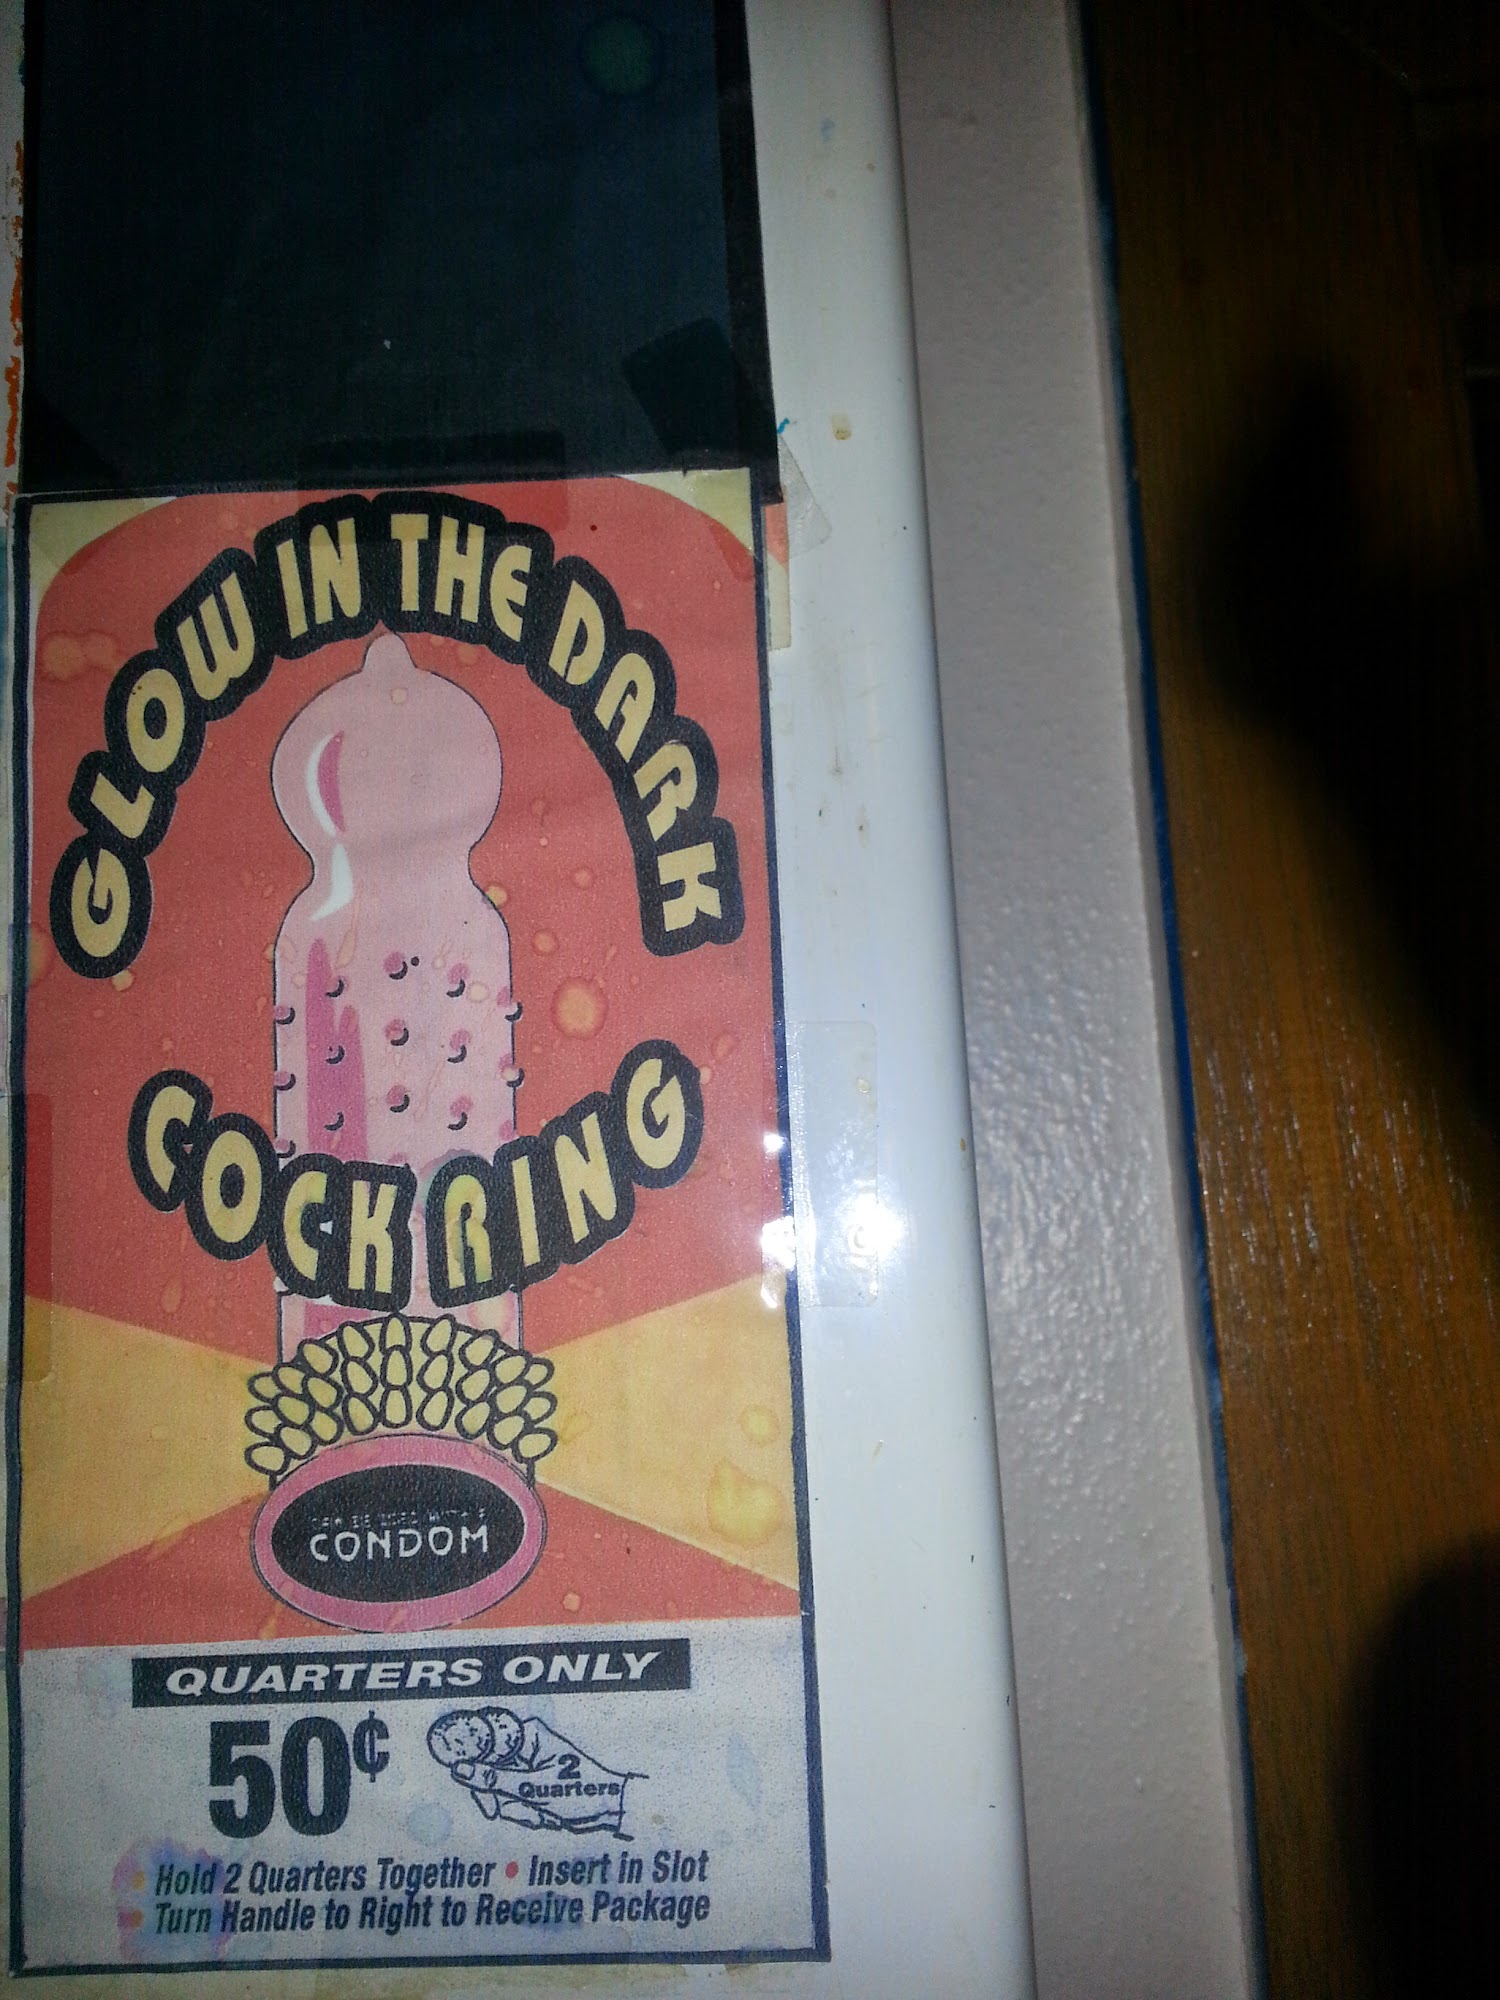 GLOW IN THE DARK
COCK RING
CONDOM
QUARTERS ONLY
50¢
2
Quarters
Hold 2 Quarters Together • Insert in Slot
Turn Handle to Right to Receive Package